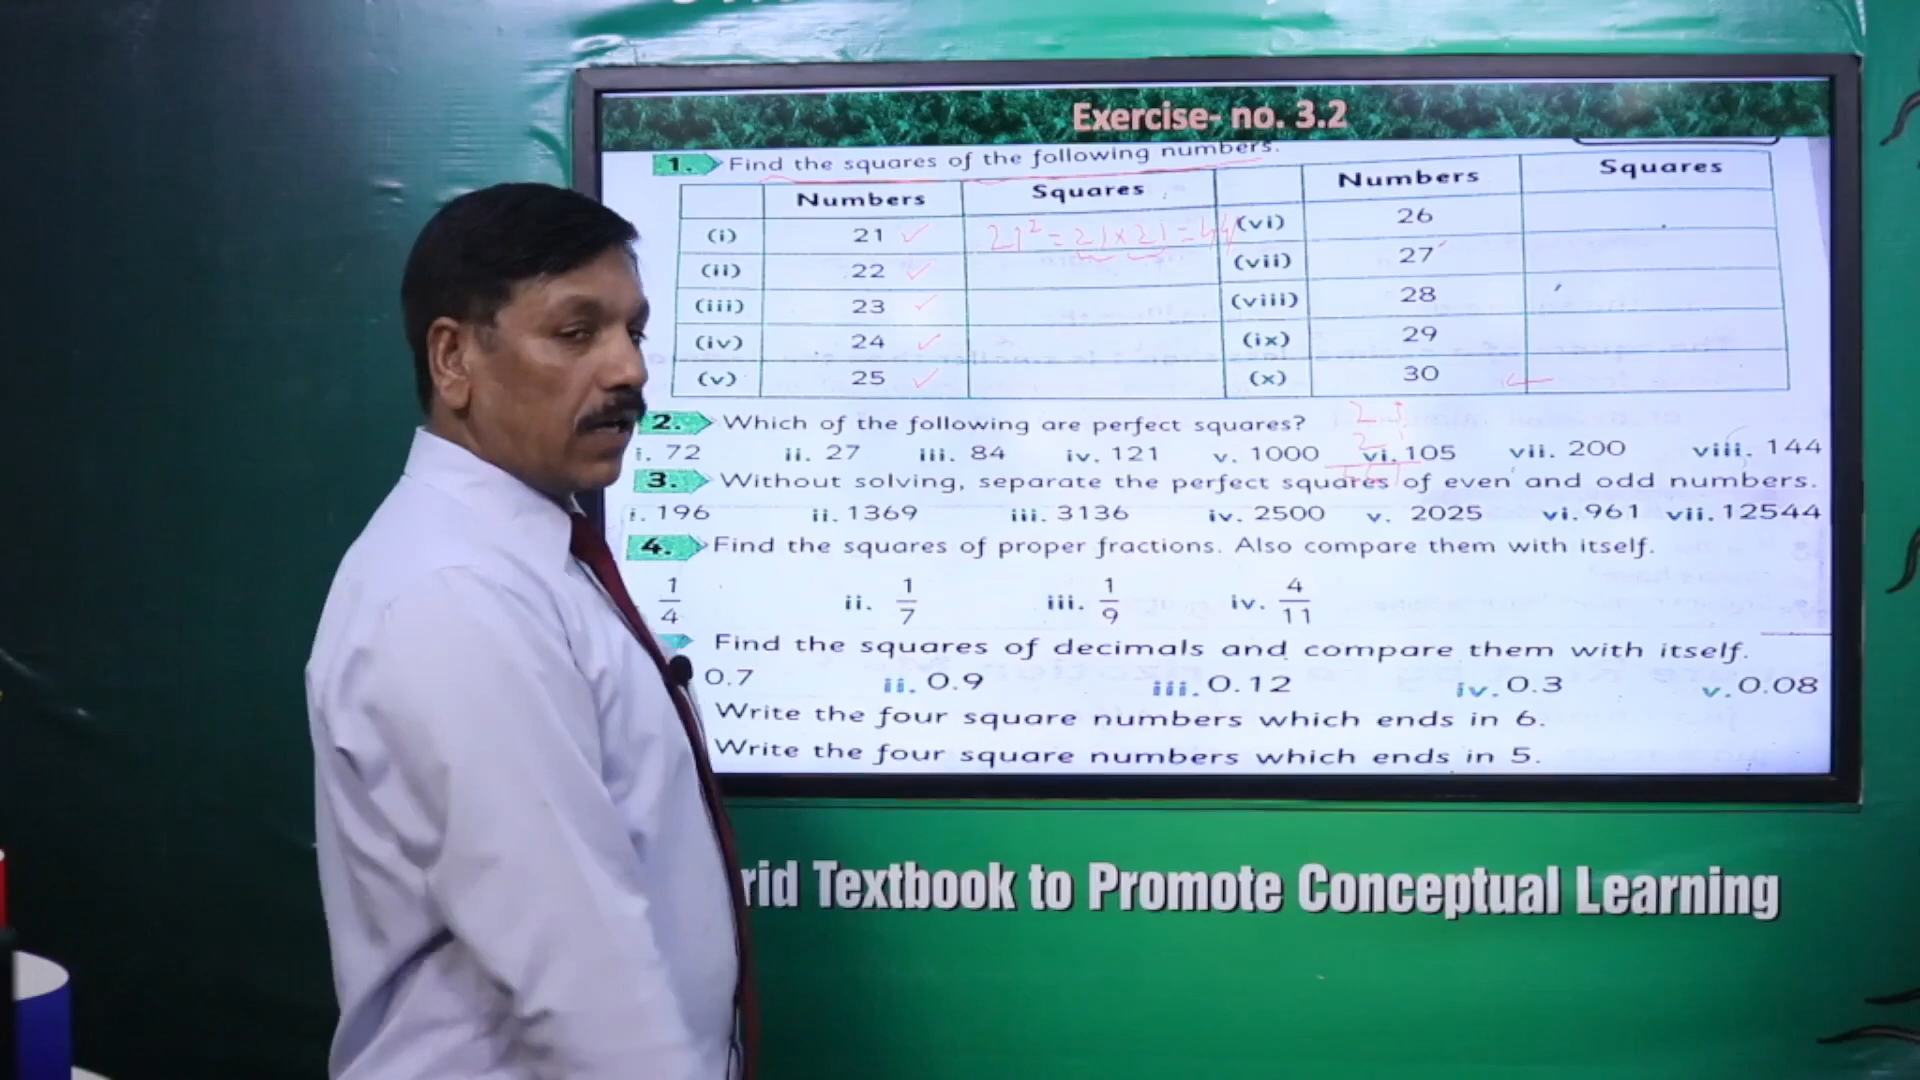 Exercise- no. 3.2
1. Find the squares of the following numbers.
Numbers Squares Numbers Squares
(i) 21 21² = 21 × 21 = 44 (vi) 26
(ii) 22 (vii) 27
(iii) 23 (viii) 28
(iv) 24 (ix) 29
(v) 25 (x) 30
2. Which of the following are perfect squares?
i. 72 ii. 27 iii. 84 iv. 121 v. 1000 vi. 105 vii. 200 viii. 144
3. Without solving, separate the perfect squares of even and odd numbers.
i. 196 ii. 1369 iii. 3136 iv. 2500 v. 2025 vi. 961 vii. 12544
4. Find the squares of proper fractions. Also compare them with itself.
1/4 ii. 1/7 iii. 1/9 iv. 4/11
Find the squares of decimals and compare them with itself.
0.7 ii. 0.9 iii. 0.12 iv. 0.3 v. 0.08
Write the four square numbers which ends in 6.
Write the four square numbers which ends in 5.
rid Textbook to Promote Conceptual Learning